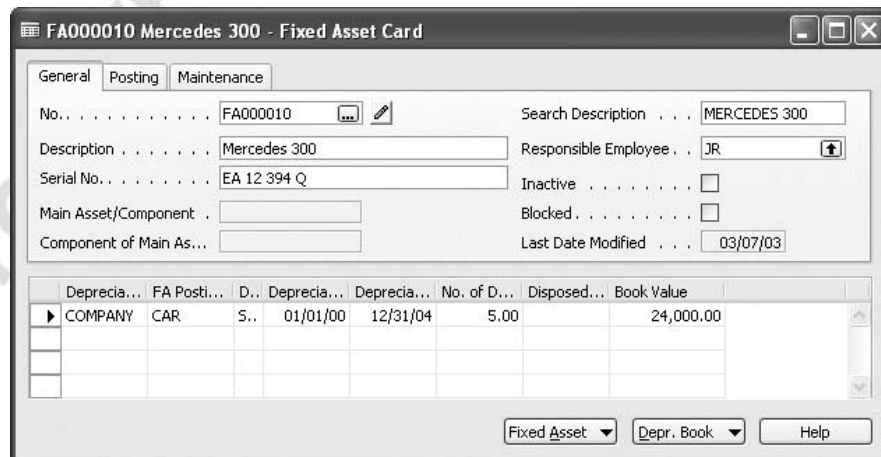 FA000010 Mercedes 300 - Fixed Asset Card
General Posting Maintenance
No. . . . . . . . . . . . . FA000010 ... Search Description . . . MERCEDES 300
Description . . . . . . . Mercedes 300 Responsible Employee . . JR
Serial No. . . . . . . . . EA 12 394 Q Inactive . . . . . . . .
Main Asset/Component . Blocked . . . . . . . . .
Component of Main As... Last Date Modified . . . 03/07/03
Deprecia... FA Posti... D.. Deprecia... Deprecia... No. of D... Disposed... Book Value
COMPANY CAR S.. 01/01/00 12/31/04 5.00 24,000.00
Fixed Asset Depr. Book Help